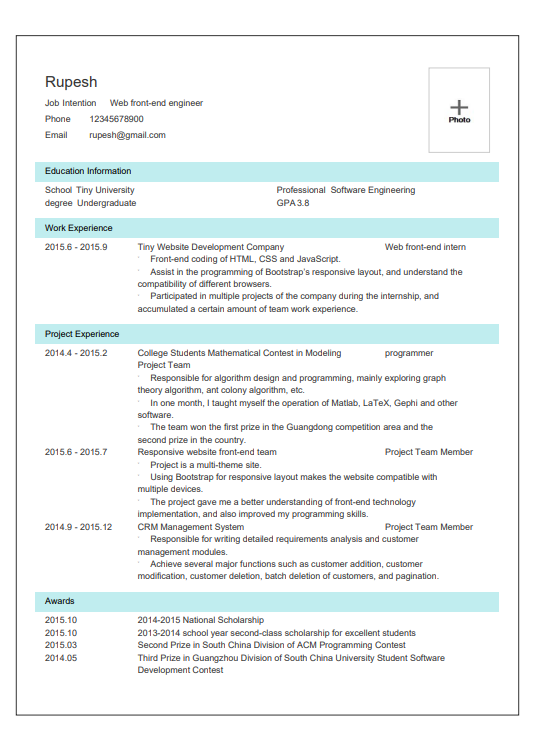 Rupesh
Job Intention Web front-end engineer
Phone 12345678900
Email rupesh@gmail.com
Photo
Education Information
School Tiny University Professional Software Engineering
degree Undergraduate GPA 3.8
Work Experience
2015.6 - 2015.9 Tiny Website Development Company Web front-end intern
Front-end coding of HTML, CSS and JavaScript.
Assist in the programming of Bootstrap's responsive layout, and understand the
compatibility of different browsers.
Participated in multiple projects of the company during the internship, and
accumulated a certain amount of team work experience.
Project Experience
2014.4 - 2015.2 College Students Mathematical Contest in Modeling programmer
Project Team
Responsible for algorithm design and programming, mainly exploring graph
theory algorithm, ant colony algorithm, etc.
In one month, I taught myself the operation of Matlab, LaTeX, Gephi and other
software.
The team won the first prize in the Guangdong competition area and the
second prize in the country.
2015.6 - 2015.7 Responsive website front-end team Project Team Member
Project is a multi-theme site.
Using Bootstrap for responsive layout makes the website compatible with
multiple devices.
The project gave me a better understanding of front-end technology
implementation, and also improved my programming skills.
2014.9 - 2015.12 CRM Management System Project Team Member
Responsible for writing detailed requirements analysis and customer
management modules.
Achieve several major functions such as customer addition, customer
modification, customer deletion, batch deletion of customers, and pagination.
Awards
2015.10 2014-2015 National Scholarship
2015.10 2013-2014 school year second-class scholarship for excellent students
2015.03 Second Prize in South China Division of ACM Programming Contest
2014.05 Third Prize in Guangzhou Division of South China University Student Software
Development Contest